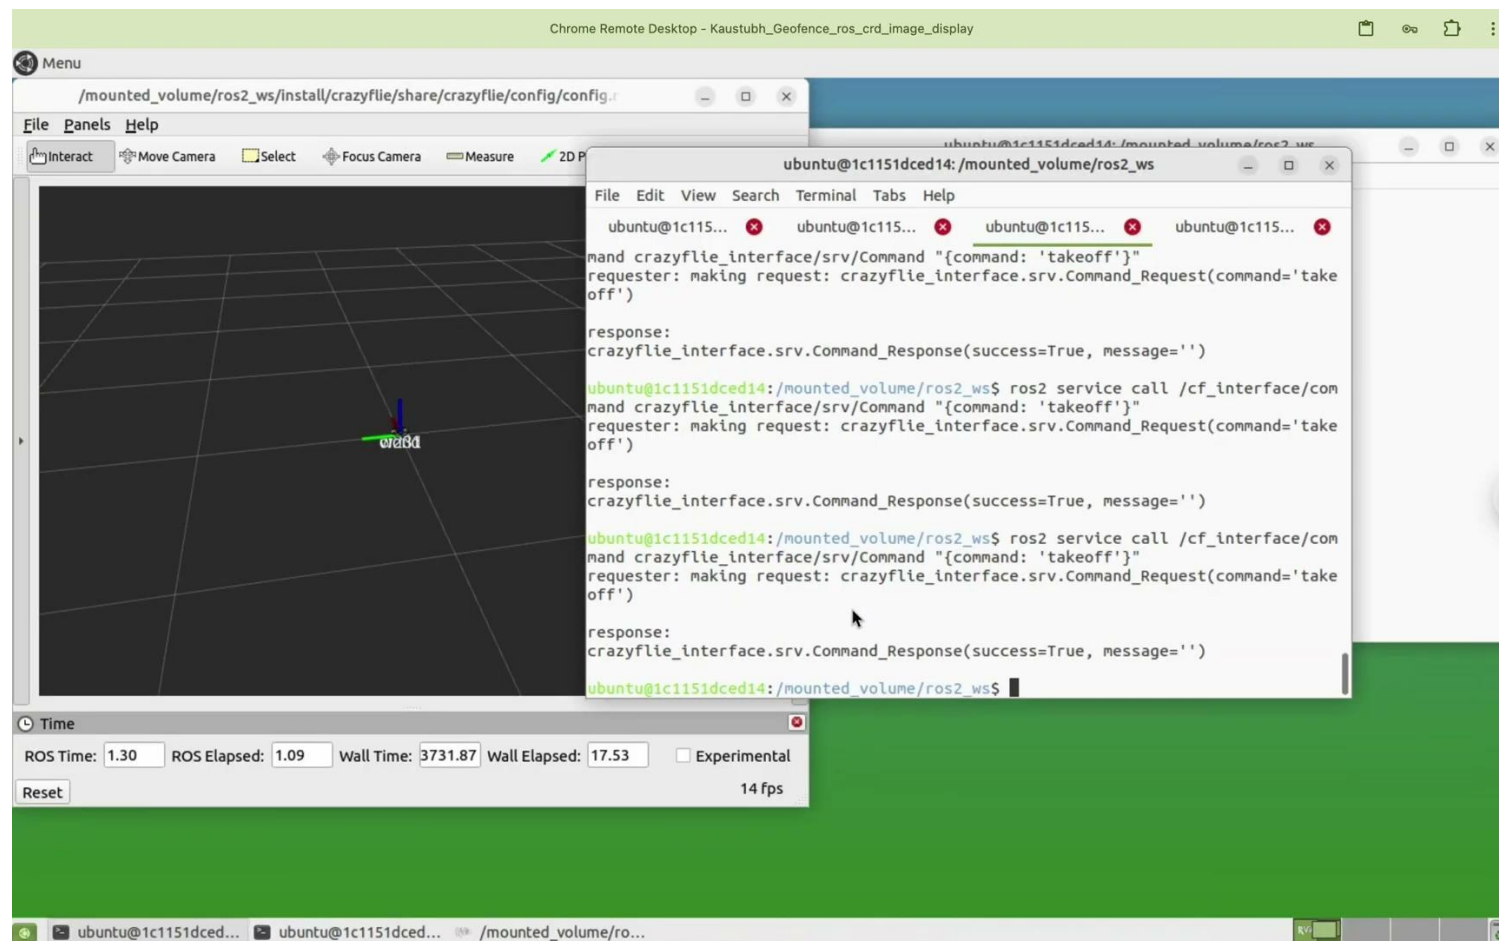 Chrome Remote Desktop - Kaustubh_Geofence_ros_crd_image_display
Menu
/mounted_volume/ros2_ws/install/crazyflie/share/crazyflie/config/config.
File Panels Help
Interact Move Camera Select Focus Camera Measure 2D P
ubuntu@1c1151dced14: /mounted_volume/ros2_ws
ubuntu@1c1151dced14: /mounted_volume/ros2_ws
File Edit View Search Terminal Tabs Help
ubuntu@1c115... ubuntu@1c115... ubuntu@1c115... ubuntu@1c115...
mand crazyflie_interface/srv/Command "{command: 'takeoff'}"
requester: making request: crazyflie_interface.srv.Command_Request(command='take
off')
response:
crazyflie_interface.srv.Command_Response(success=True, message='')
ubuntu@1c1151dced14:/mounted_volume/ros2_ws$ ros2 service call /cf_interface/com
mand crazyflie_interface/srv/Command "{command: 'takeoff'}"
requester: making request: crazyflie_interface.srv.Command_Request(command='take
off')
response:
crazyflie_interface.srv.Command_Response(success=True, message='')
ubuntu@1c1151dced14:/mounted_volume/ros2_ws$ ros2 service call /cf_interface/com
mand crazyflie_interface/srv/Command "{command: 'takeoff'}"
requester: making request: crazyflie_interface.srv.Command_Request(command='take
off')
response:
crazyflie_interface.srv.Command_Response(success=True, message='')
ubuntu@1c1151dced14:/mounted_volume/ros2_ws$
Time
ROS Time: 1.30 ROS Elapsed: 1.09 Wall Time: 3731.87 Wall Elapsed: 17.53 Experimental
Reset 14 fps
ubuntu@1c1151dced... ubuntu@1c1151dced... /mounted_volume/ro...